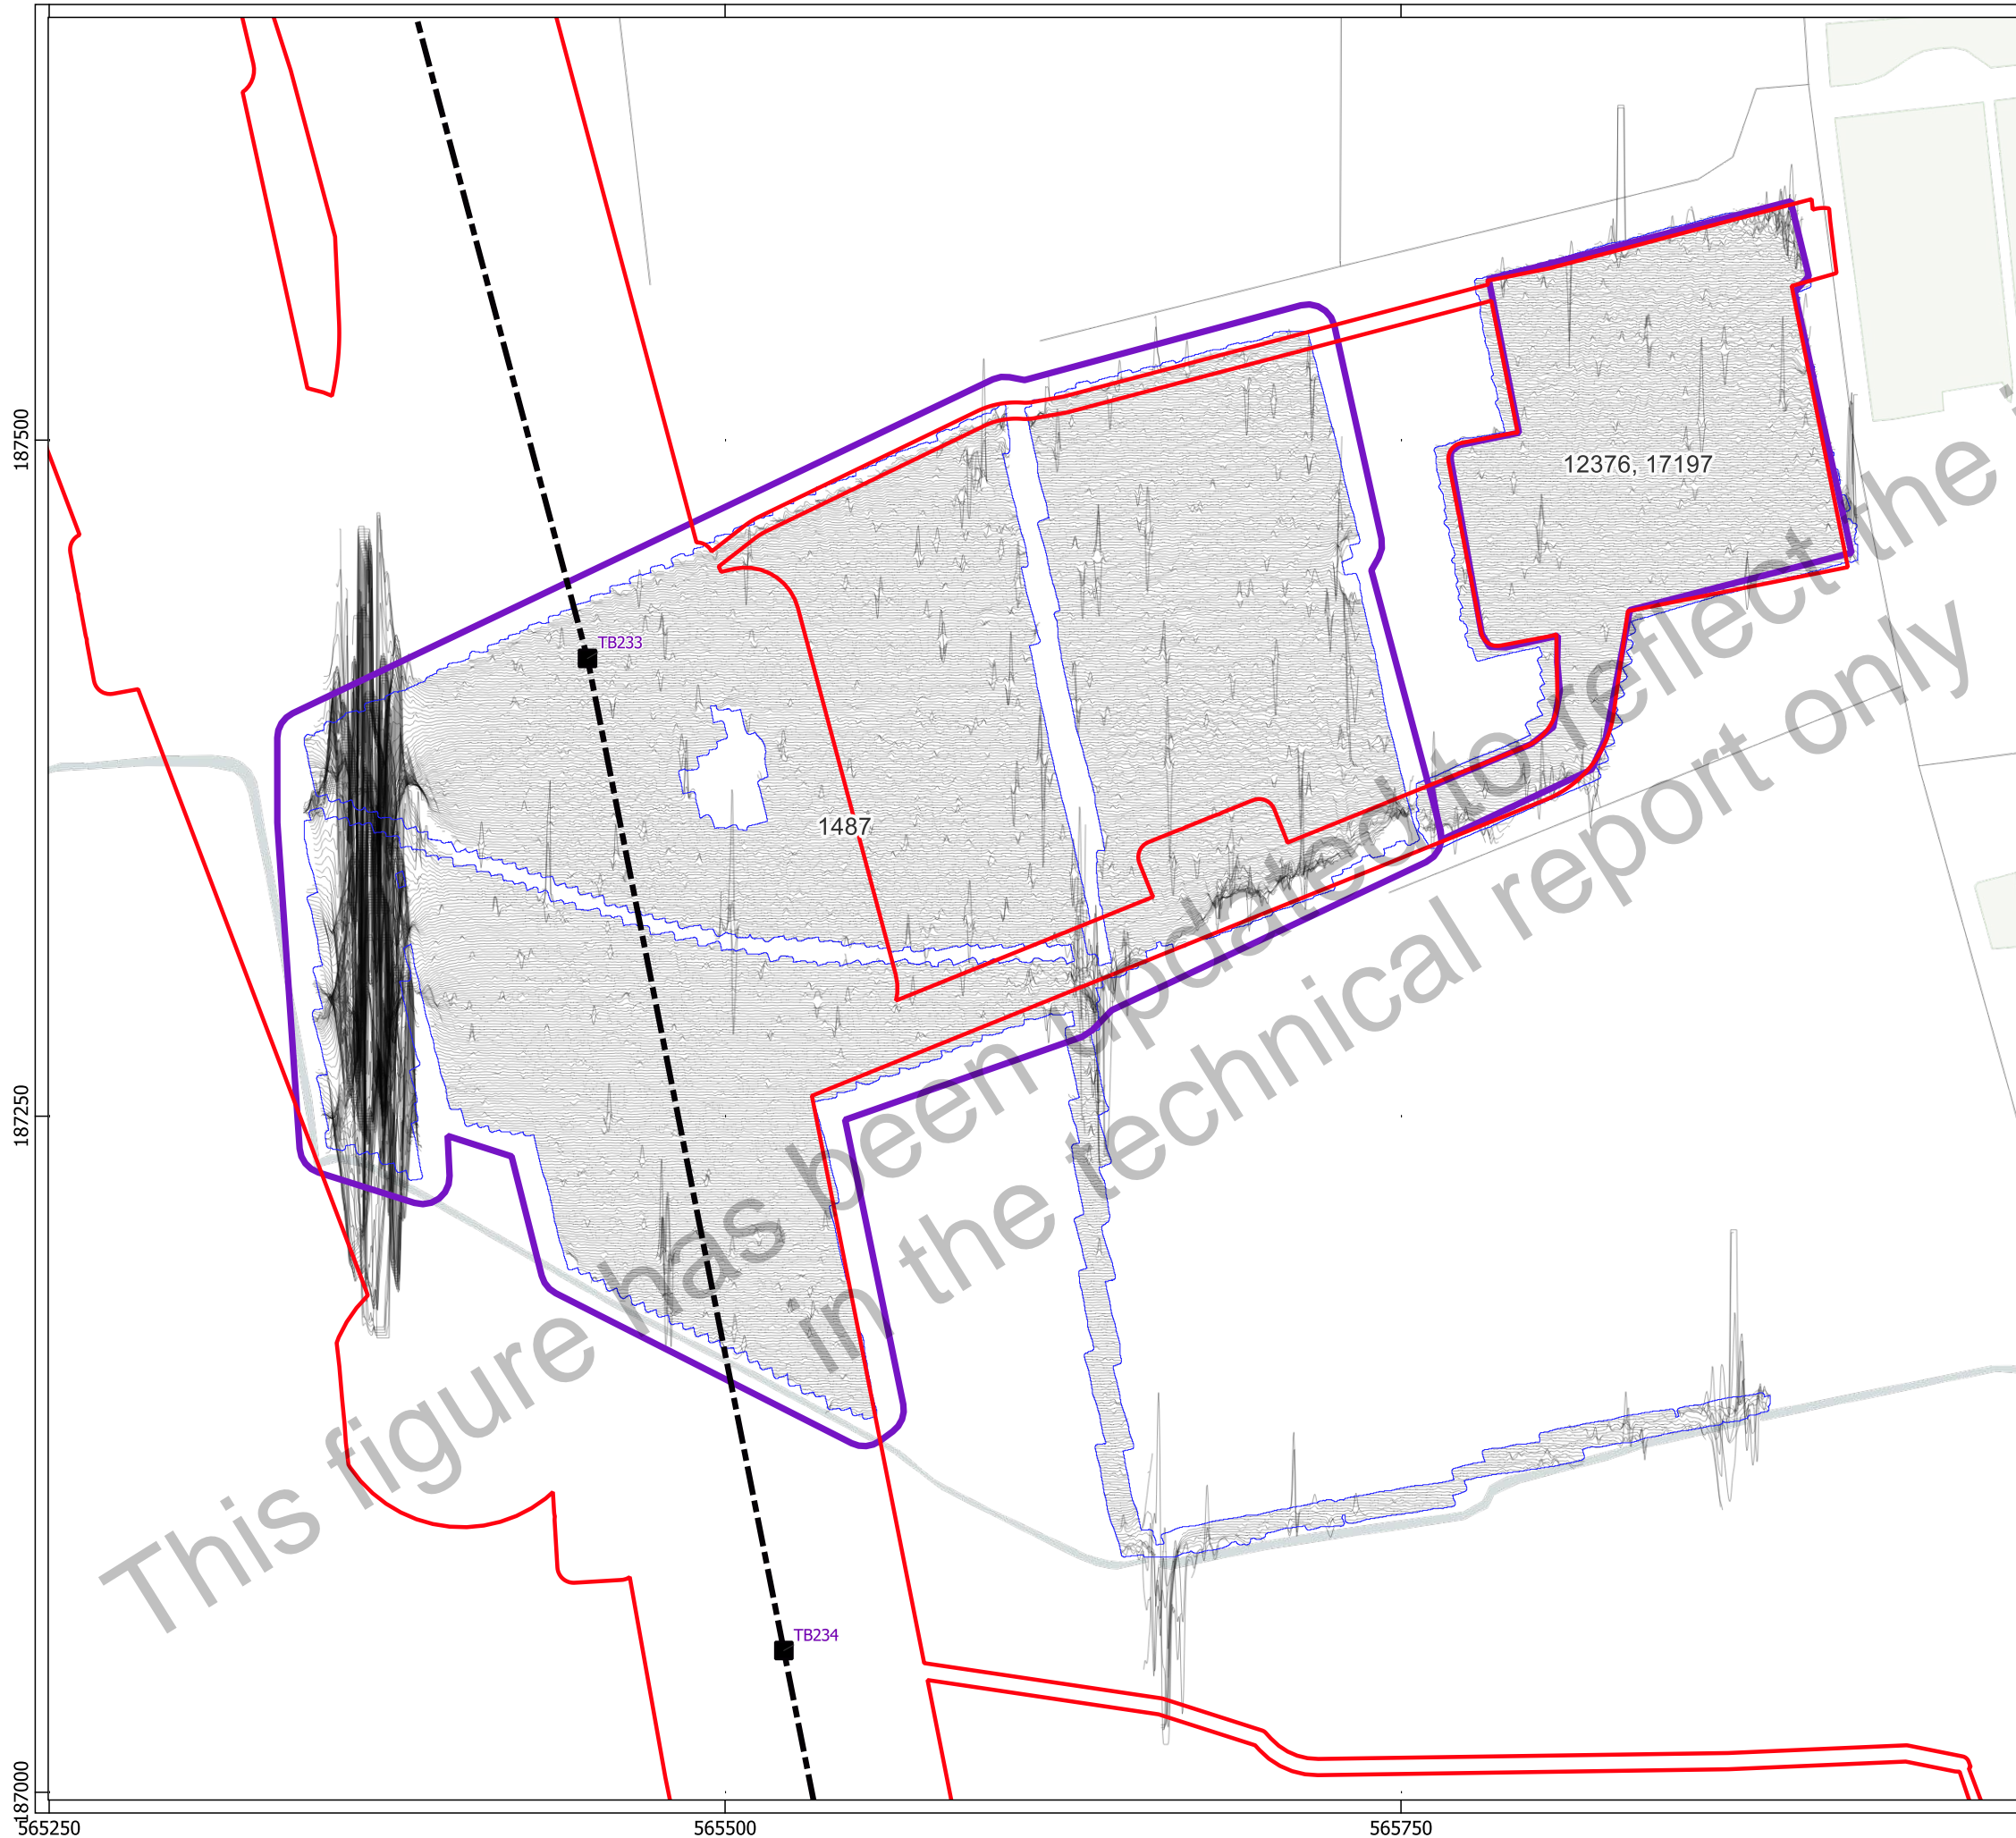 187500
12376, 17197
TB233
1487
187250
TB234
187000
565250
565500
565750
This figure has been updated to reflect the
in the technical report only